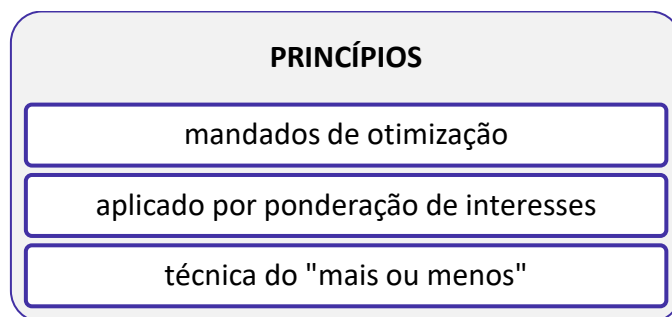 PRINCÍPIOS
mandados de otimização
aplicado por ponderação de interesses
técnica do "mais ou menos"